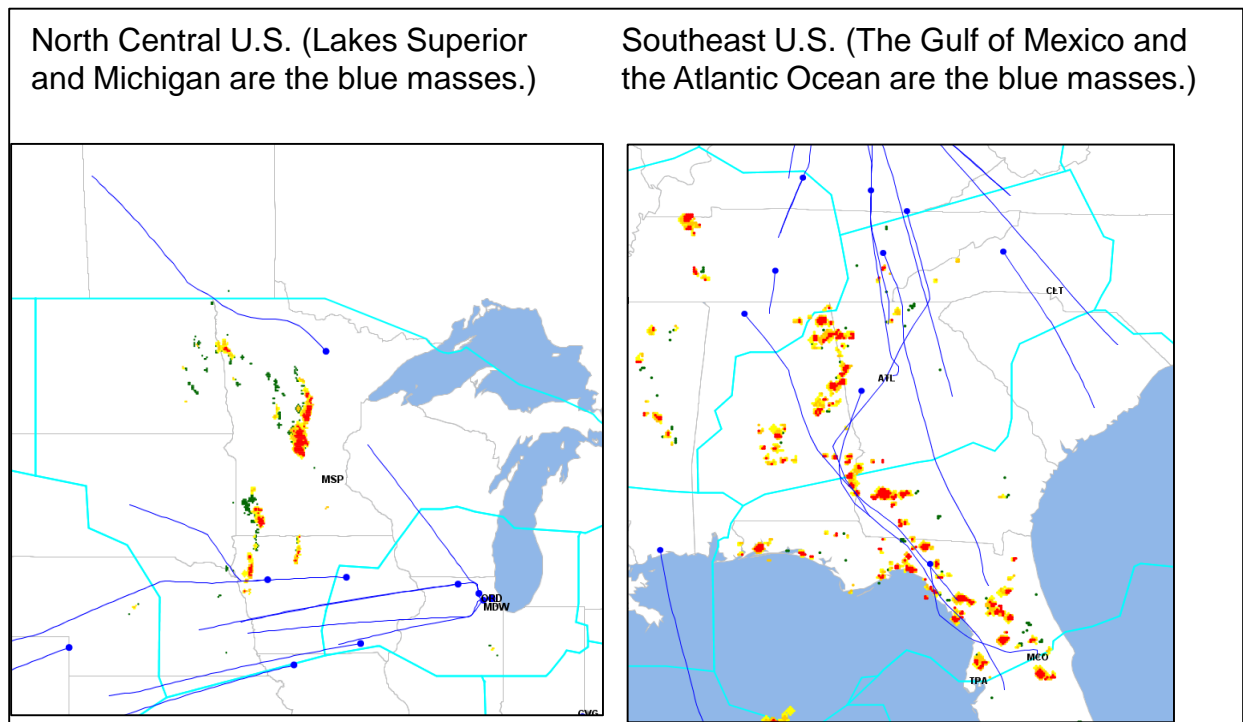 North Central U.S. (Lakes Superior
and Michigan are the blue masses.)
Southeast U.S. (The Gulf of Mexico and
the Atlantic Ocean are the blue masses.)
MSP
ORD
MDW
CLT
ATL
MCO
TPA